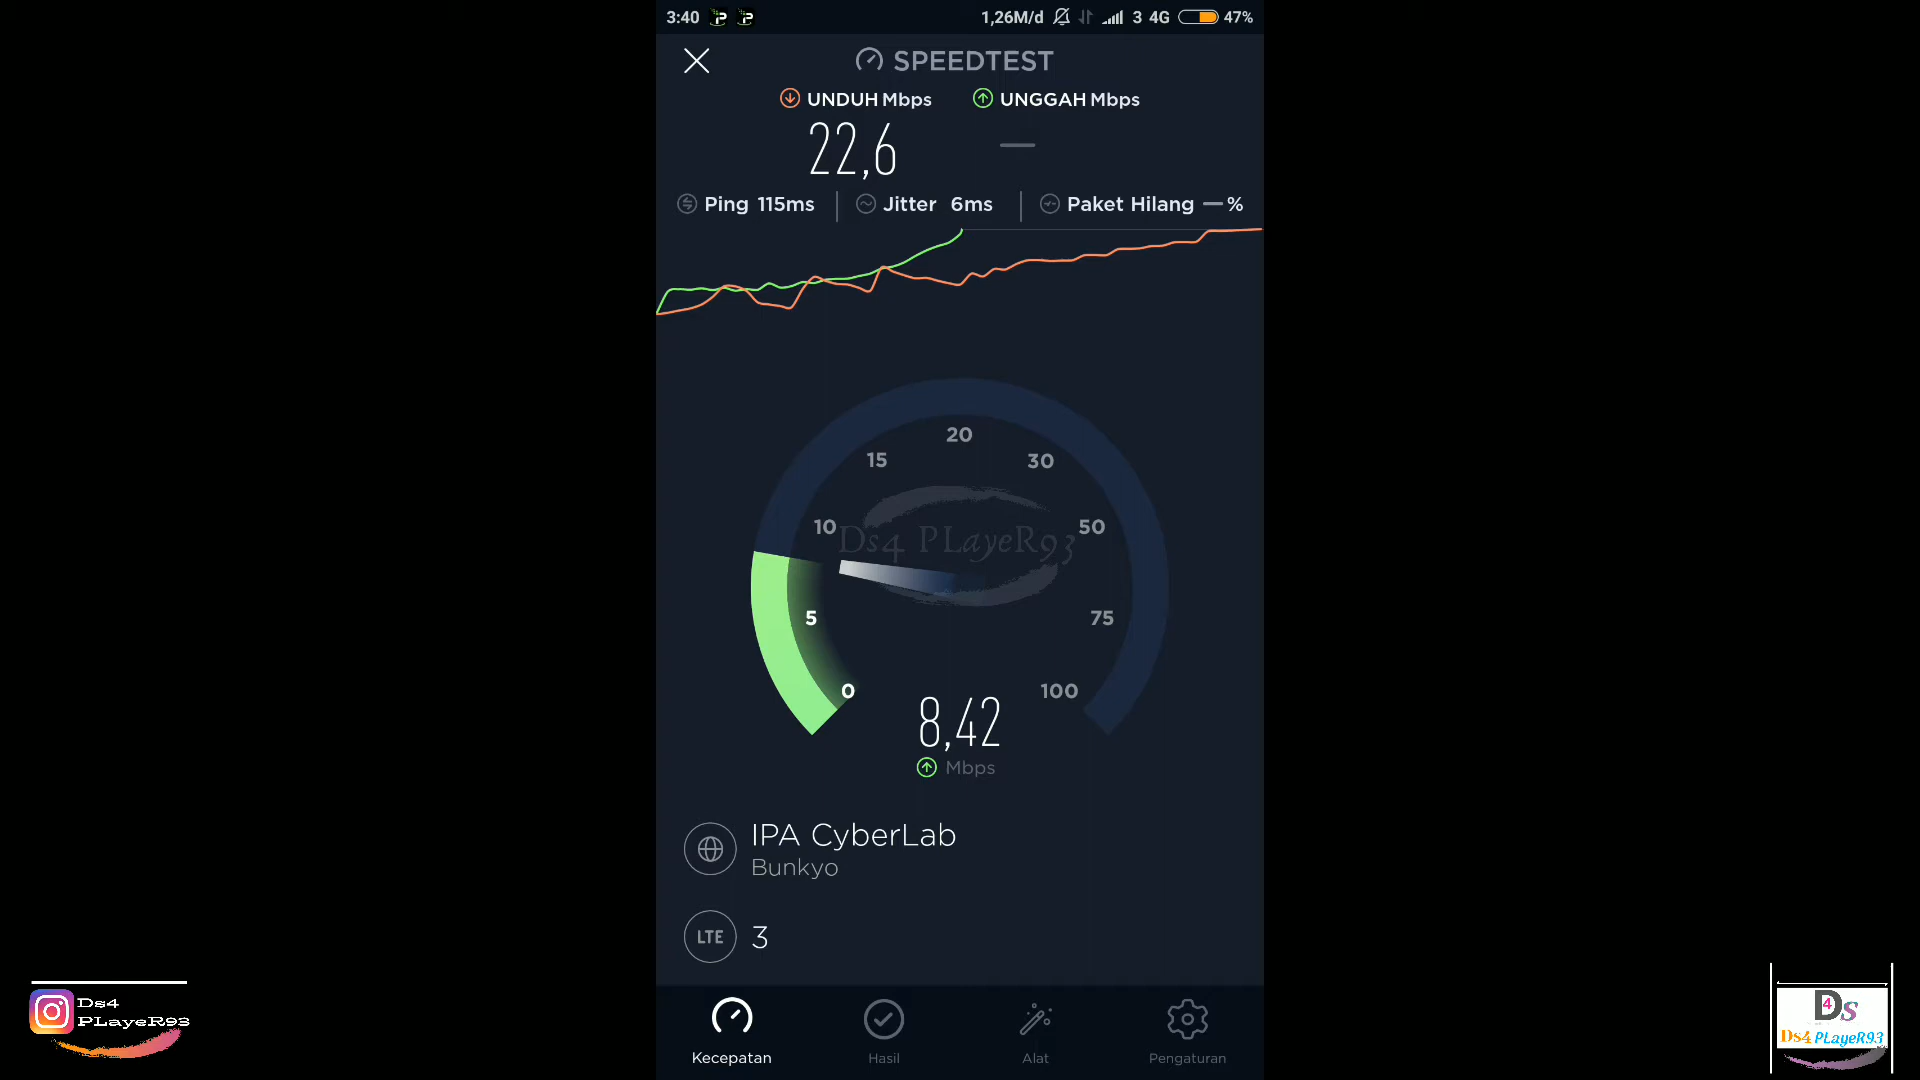 3:40 1,26M/d 3 4G 47%
SPEEDTEST
UNDUH Mbps UNGGAH Mbps
22,6 —
Ping 115ms Jitter 6ms Paket Hilang — %
20
15 30
10 50
Ds4 PLayeR93
5 75
0 100
8,42
Mbps
IPA CyberLab
Bunkyo
LTE 3
Kecepatan Hasil Alat Pengaturan
Ds4
PLayeR93
D4s
Ds4 PLayeR93